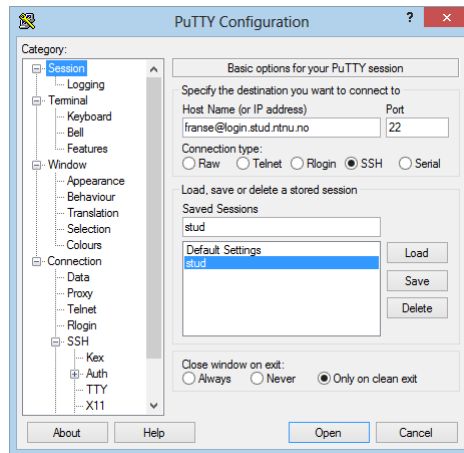 PuTTY Configuration ? ×
Category:
Session
Logging
Terminal
Keyboard
Bell
Features
Window
Appearance
Behaviour
Translation
Selection
Colours
Connection
Data
Proxy
Telnet
Rlogin
SSH
Kex
Auth
TTY
X11
Basic options for your PuTTY session
Specify the destination you want to connect to
Host Name (or IP address) Port
franse@login.stud.ntnu.no 22
Connection type:
Raw Telnet Rlogin SSH Serial
Load, save or delete a stored session
Saved Sessions
stud
Default Settings
stud
Load
Save
Delete
Close window on exit:
Always Never Only on clean exit
About Help Open Cancel